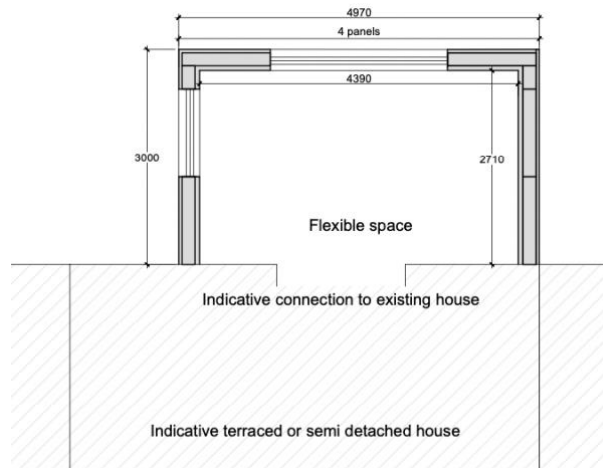 4970
4 panels
4390
3000
2710
Flexible space
Indicative connection to existing house
Indicative terraced or semi detached house